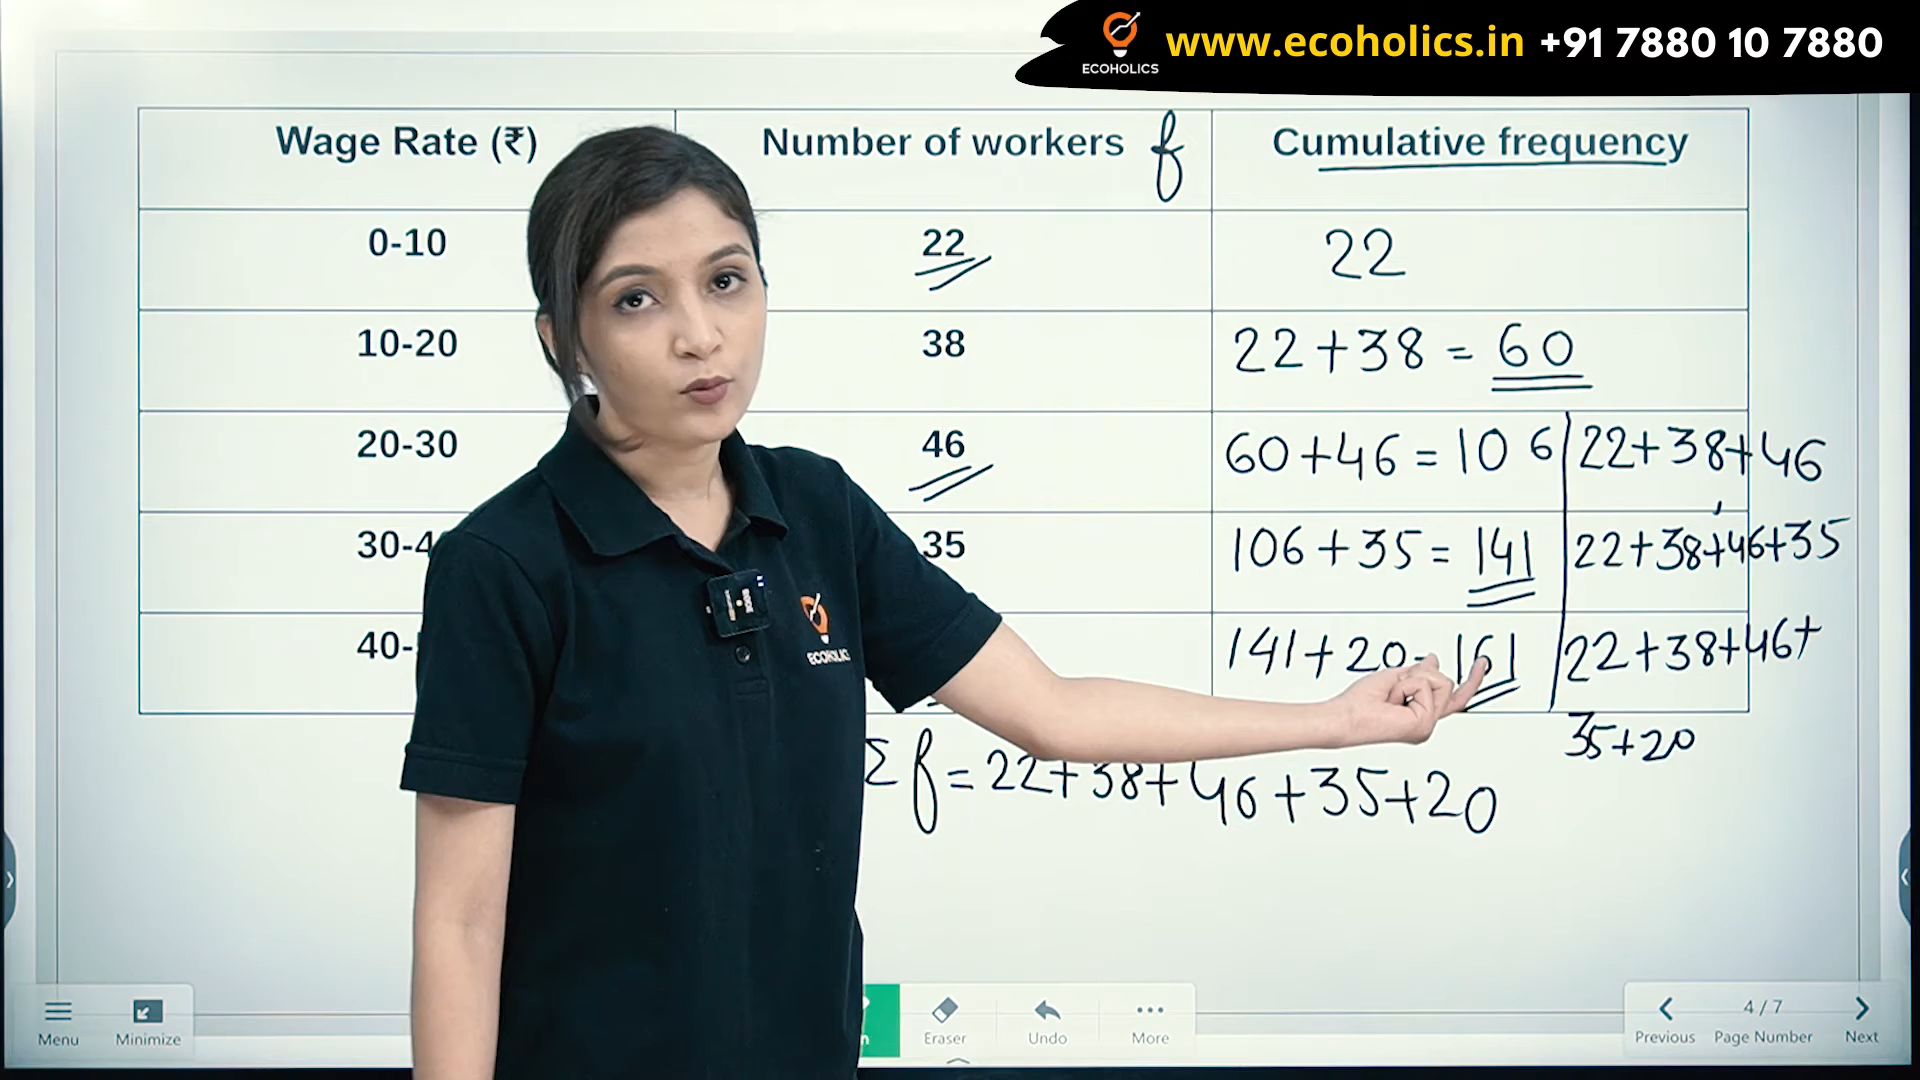 www.ecoholics.in +91 7880 10 7880
ECOHOLICS
Wage Rate (₹) Number of workers f Cumulative frequency
0-10 22 22
10-20 38 22+38 = 60
20-30 46 60+46 = 106 22+38+46
30-4 35 106+35 = 141 22+38+46+35
40- 141+20 161 22+38+46+
35+20
Σf = 22+38+46+35+20
ECOHOLICS
Menu Minimize Eraser Undo More Previous 4 / 7 Page Number Next